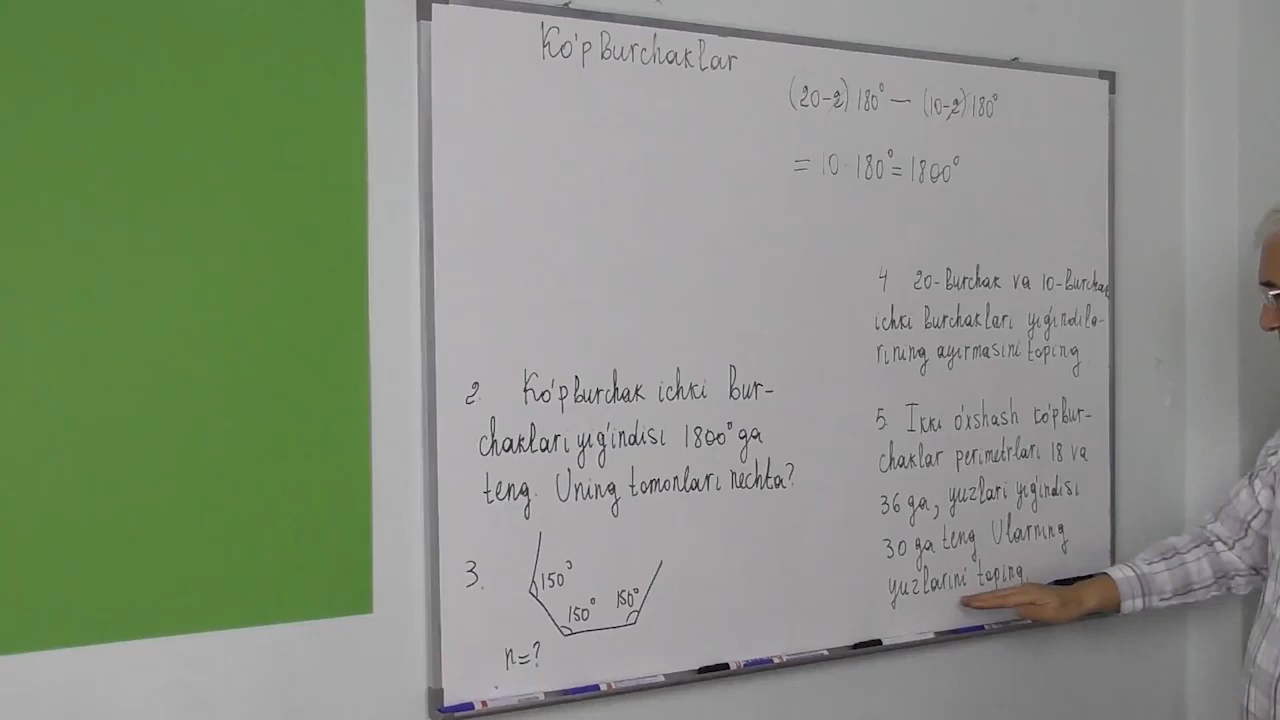 Ko'pburchaklar
(20-2) 180° — (10-2) 180°
= 10 · 180° = 1800°
2. Ko'pburchak ichki bur-
chaklari yig'indisi 1800° ga
teng. Uning tomonlari nechta?
3.
150°
150°
150°
n=?
4 20-burchak va 10-burchak
ichki burchakları yig'indila-
rining ayirmasini toping
5. Ikki o'xshash ko'pbur-
chaklar perimetrları 18 va
36 ga, yuzlari yig'indisi
30 ga teng Ularning
yuzlarini toping.